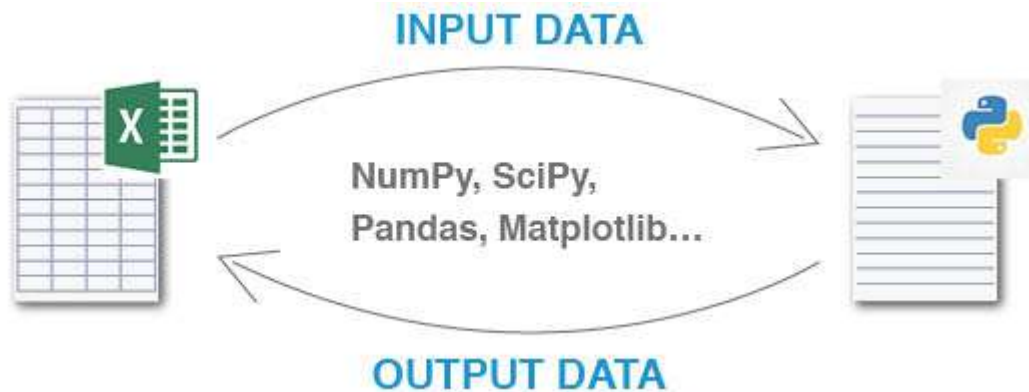 INPUT DATA
X
NumPy, SciPy,
Pandas, Matplotlib...
OUTPUT DATA